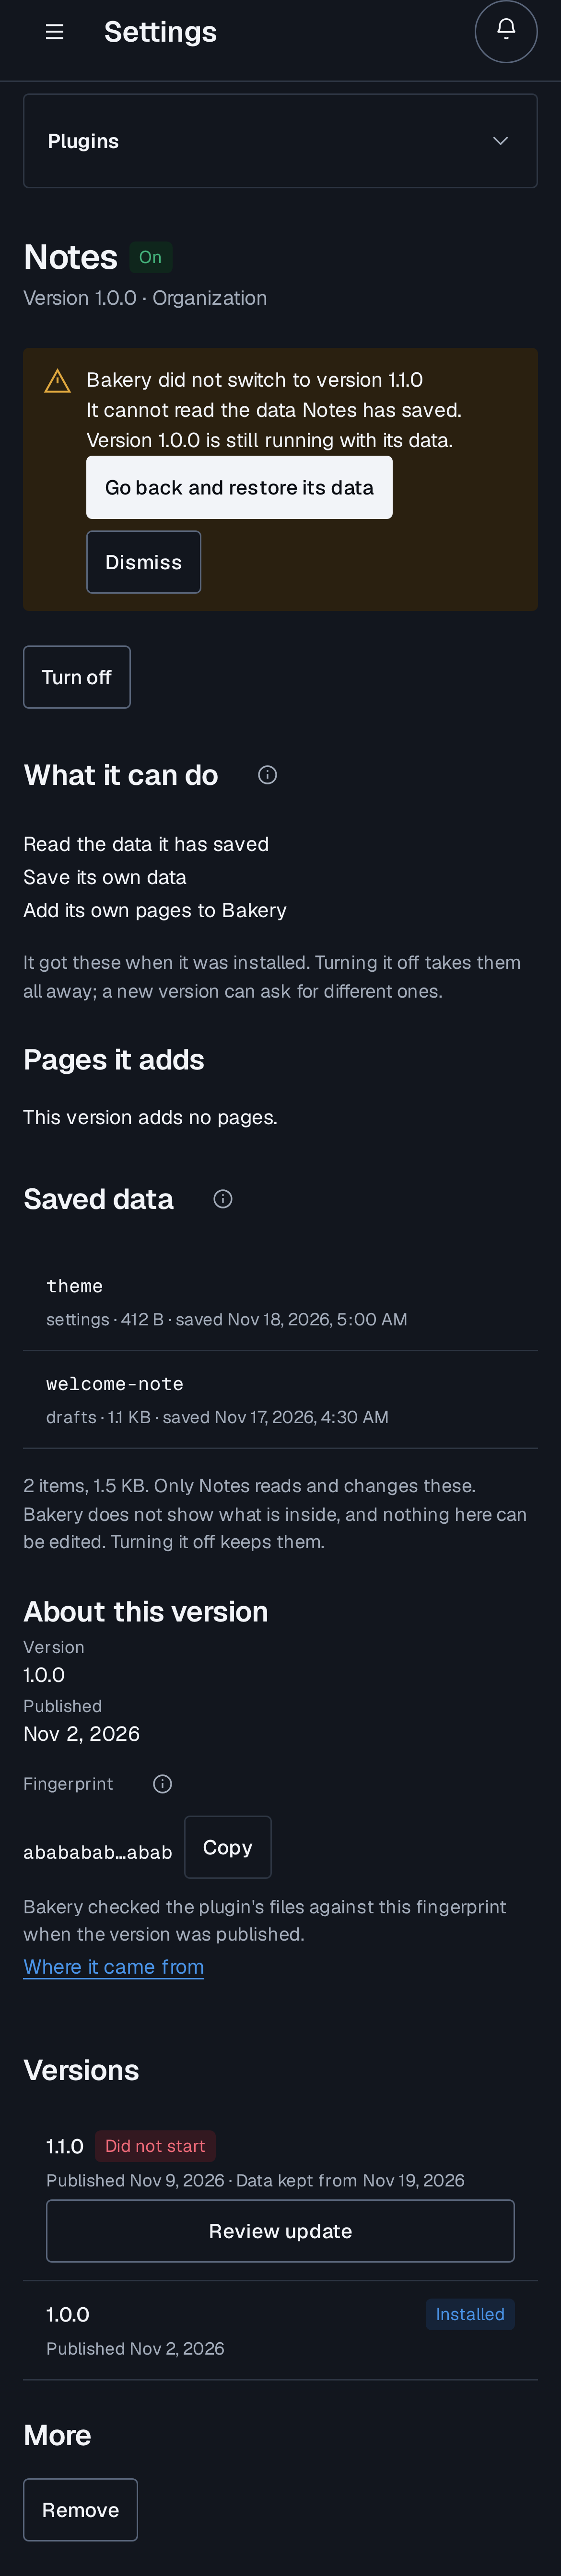 Settings
Plugins
Notes On
Version 1.0.0 · Organization
Bakery did not switch to version 1.1.0
It cannot read the data Notes has saved.
Version 1.0.0 is still running with its data.
Go back and restore its data
Dismiss
Turn off
What it can do
Read the data it has saved
Save its own data
Add its own pages to Bakery
It got these when it was installed. Turning it off takes them
all away; a new version can ask for different ones.
Pages it adds
This version adds no pages.
Saved data
theme
settings · 412 B · saved Nov 18, 2026, 5:00 AM
welcome-note
drafts · 1.1 KB · saved Nov 17, 2026, 4:30 AM
2 items, 1.5 KB. Only Notes reads and changes these.
Bakery does not show what is inside, and nothing here can
be edited. Turning it off keeps them.
About this version
Version
1.0.0
Published
Nov 2, 2026
Fingerprint
abababab…abab Copy
Bakery checked the plugin's files against this fingerprint
when the version was published.
Where it came from
Versions
1.1.0 Did not start
Published Nov 9, 2026 · Data kept from Nov 19, 2026
Review update
1.0.0 Installed
Published Nov 2, 2026
More
Remove